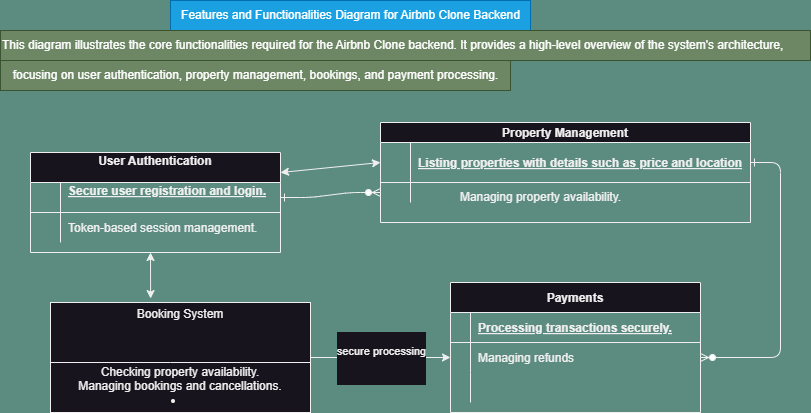 Features and Functionalities Diagram for Airbnb Clone Backend
This diagram illustrates the core functionalities required for the Airbnb Clone backend. It provides a high-level overview of the system's architecture,
focusing on user authentication, property management, bookings, and payment processing.
User Authentication
Secure user registration and login.
Token-based session management.
Property Management
Listing properties with details such as price and location
Managing property availability.
Booking System
Checking property availability.
Managing bookings and cancellations.
•
secure processing
Payments
Processing transactions securely.
Managing refunds